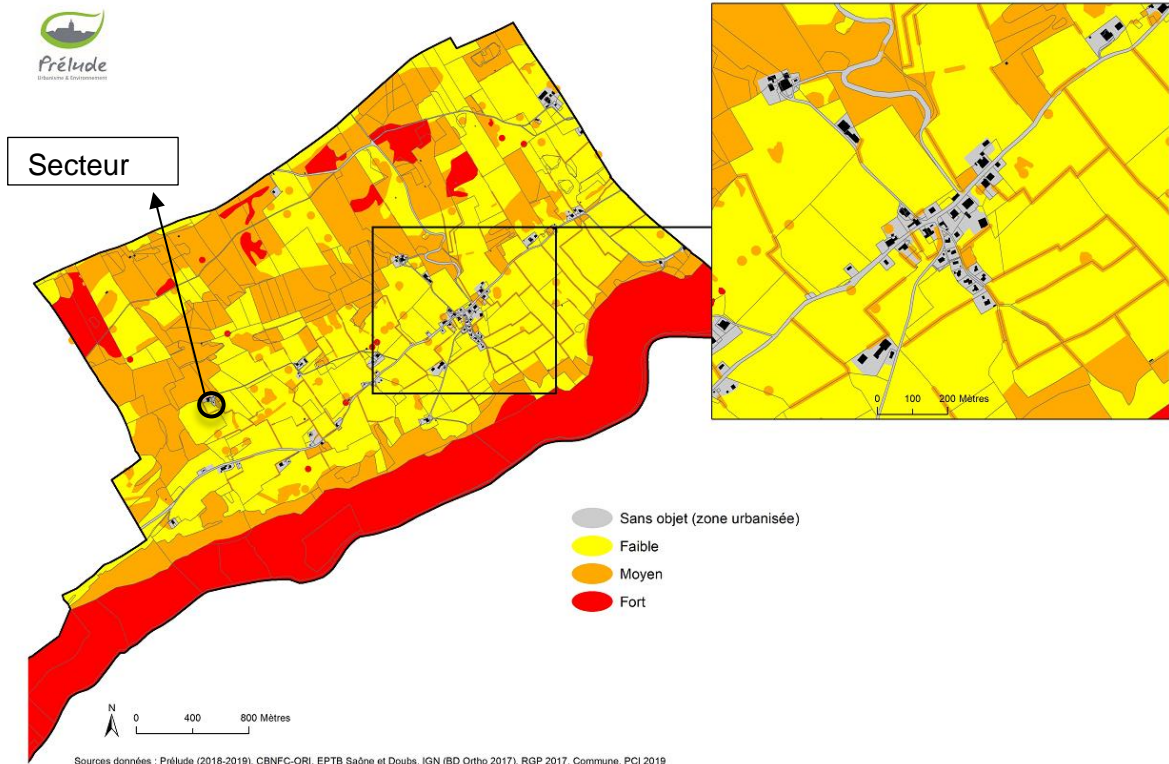 Prélude
Urbanisme & Environnement
Secteur
0 100 200 Mètres
Sans objet (zone urbanisée)
Faible
Moyen
Fort
N
0 400 800 Mètres
Sources données : Prélude (2018-2019), CBNFC-ORI, EPTB Saône et Doubs, IGN (BD Ortho 2017), RGP 2017, Commune, PCI 2019